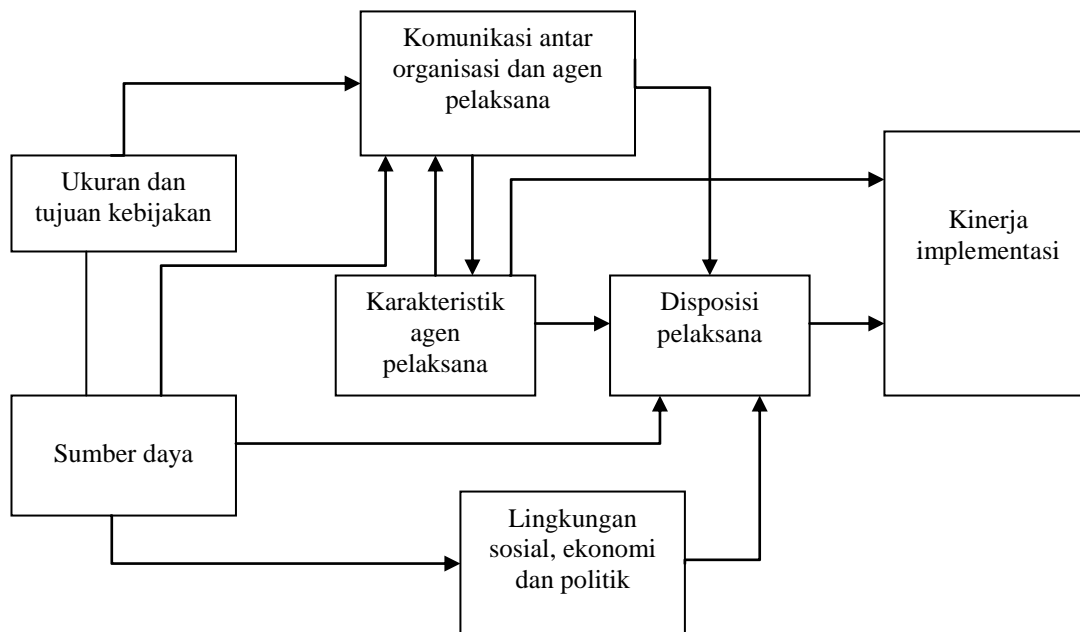 Komunikasi antar
organisasi dan agen
pelaksana
Ukuran dan
tujuan kebijakan
Kinerja
implementasi
Karakteristik
agen
pelaksana
Disposisi
pelaksana
Sumber daya
Lingkungan
sosial, ekonomi
dan politik